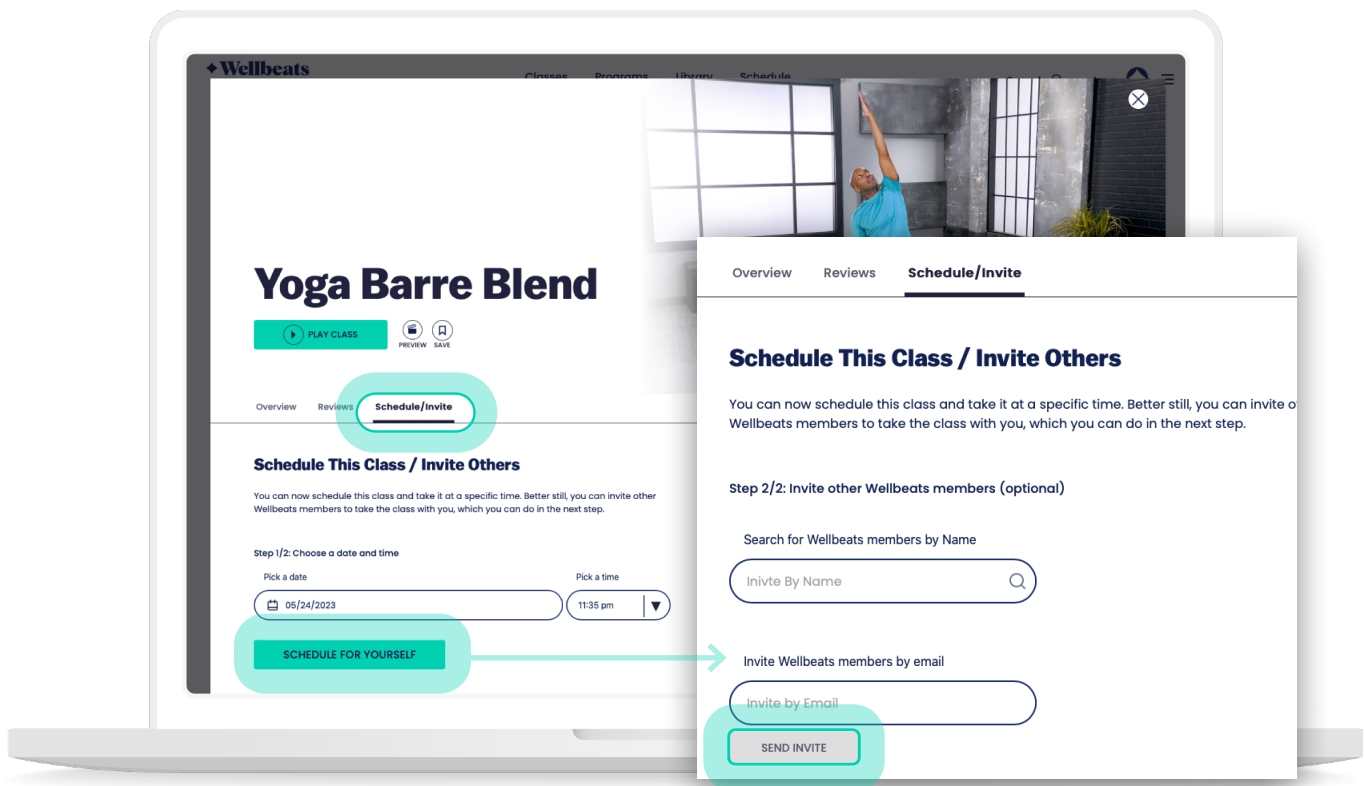 Wellbeats
Classes Programs Library Schedule
Yoga Barre Blend
PLAY CLASS
PREVIEW SAVE
Overview Reviews Schedule/Invite
Schedule This Class / Invite Others
You can now schedule this class and take it at a specific time. Better still, you can invite other
Wellbeats members to take the class with you, which you can do in the next step.
Step 1/2: Choose a date and time
Pick a date Pick a time
05/24/2023 11:35 pm
SCHEDULE FOR YOURSELF
Overview Reviews Schedule/Invite
Schedule This Class / Invite Others
You can now schedule this class and take it at a specific time. Better still, you can invite o
Wellbeats members to take the class with you, which you can do in the next step.
Step 2/2: Invite other Wellbeats members (optional)
Search for Wellbeats members by Name
Inivte By Name
Invite Wellbeats members by email
Invite by Email
SEND INVITE